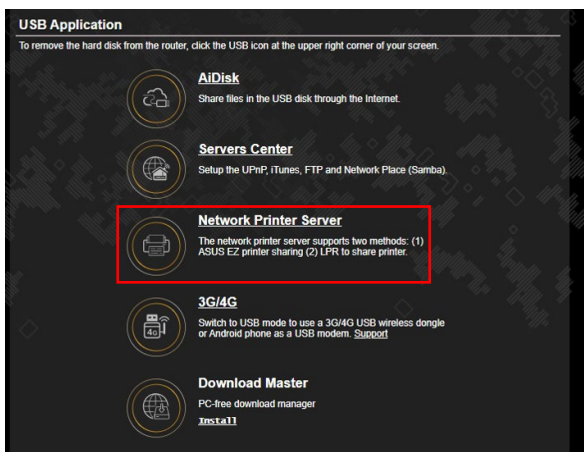 USB Application
To remove the hard disk from the router, click the USB icon at the upper right corner of your screen.
AiDisk
Share files in the USB disk through the Internet.
Servers Center
Setup the UPnP, iTunes, FTP and Network Place (Samba).
Network Printer Server
The network printer server supports two methods: (1)
ASUS EZ printer sharing (2) LPR to share printer.
3G/4G
4G
Switch to USB mode to use a 3G/4G USB wireless dongle
or Android phone as a USB modem. Support
Download Master
PC-free download manager
Install